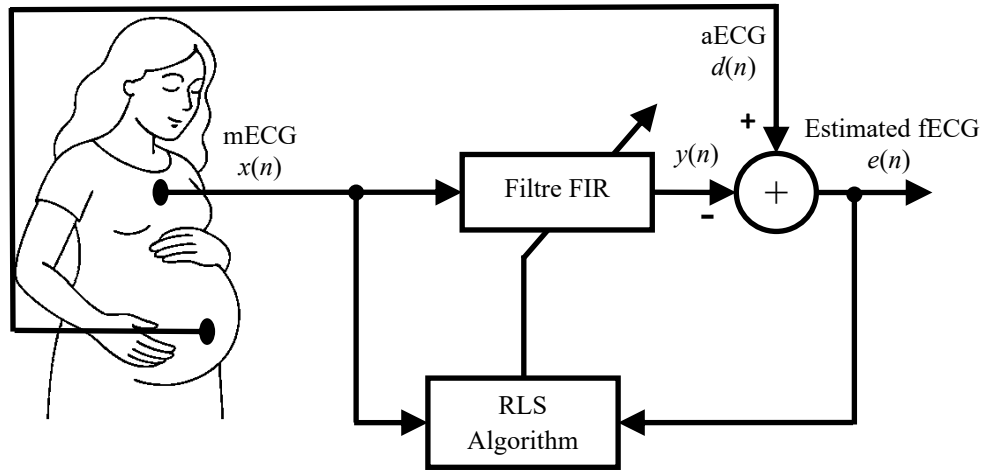 aECG
d(n)
mECG
x(n)
+
Estimated fECG
e(n)
Filtre FIR
y(n)
+
-
RLS
Algorithm